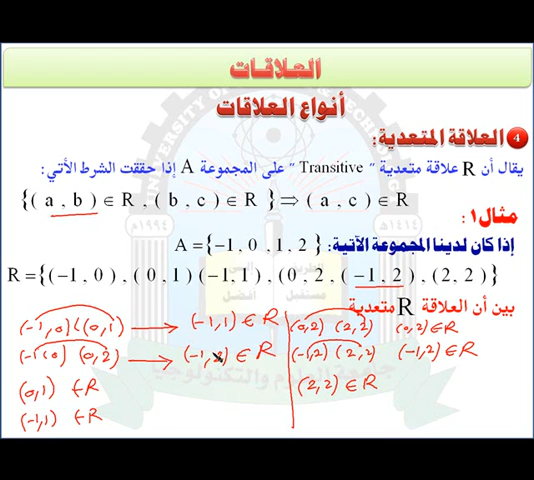 العلاقات
أنواع العلاقات
4 العلاقة المتعدية:
يقال أن R علاقة متعدية " Transitive " على المجموعة A إذا حققت الشرط الأتي:
{( a , b ) ∈ R , ( b , c ) ∈ R } ⇒ ( a , c ) ∈ R
مثال١:
إذا كان لدينا المجموعة الآتية: A = {−1 , 0 , 1 , 2 }
R = {( −1 , 0 ) , ( 0 , 1 ) ( −1 , 1 ) , ( 0 , 2 , ( −1 , 2 ) , ( 2 , 2 )}
بين أن العلاقة R متعدية
(-1,0) (0,1) → (-1,1) ∈ R
(-1,0) (0,2) → (-1,2) ∈ R
(0,1) ∈ R
(-1,1) ∈ R
(0,2) (2,2) (0,2) ∈ R
(-1,2) (2,2) (-1,2) ∈ R
(2,2) ∈ R